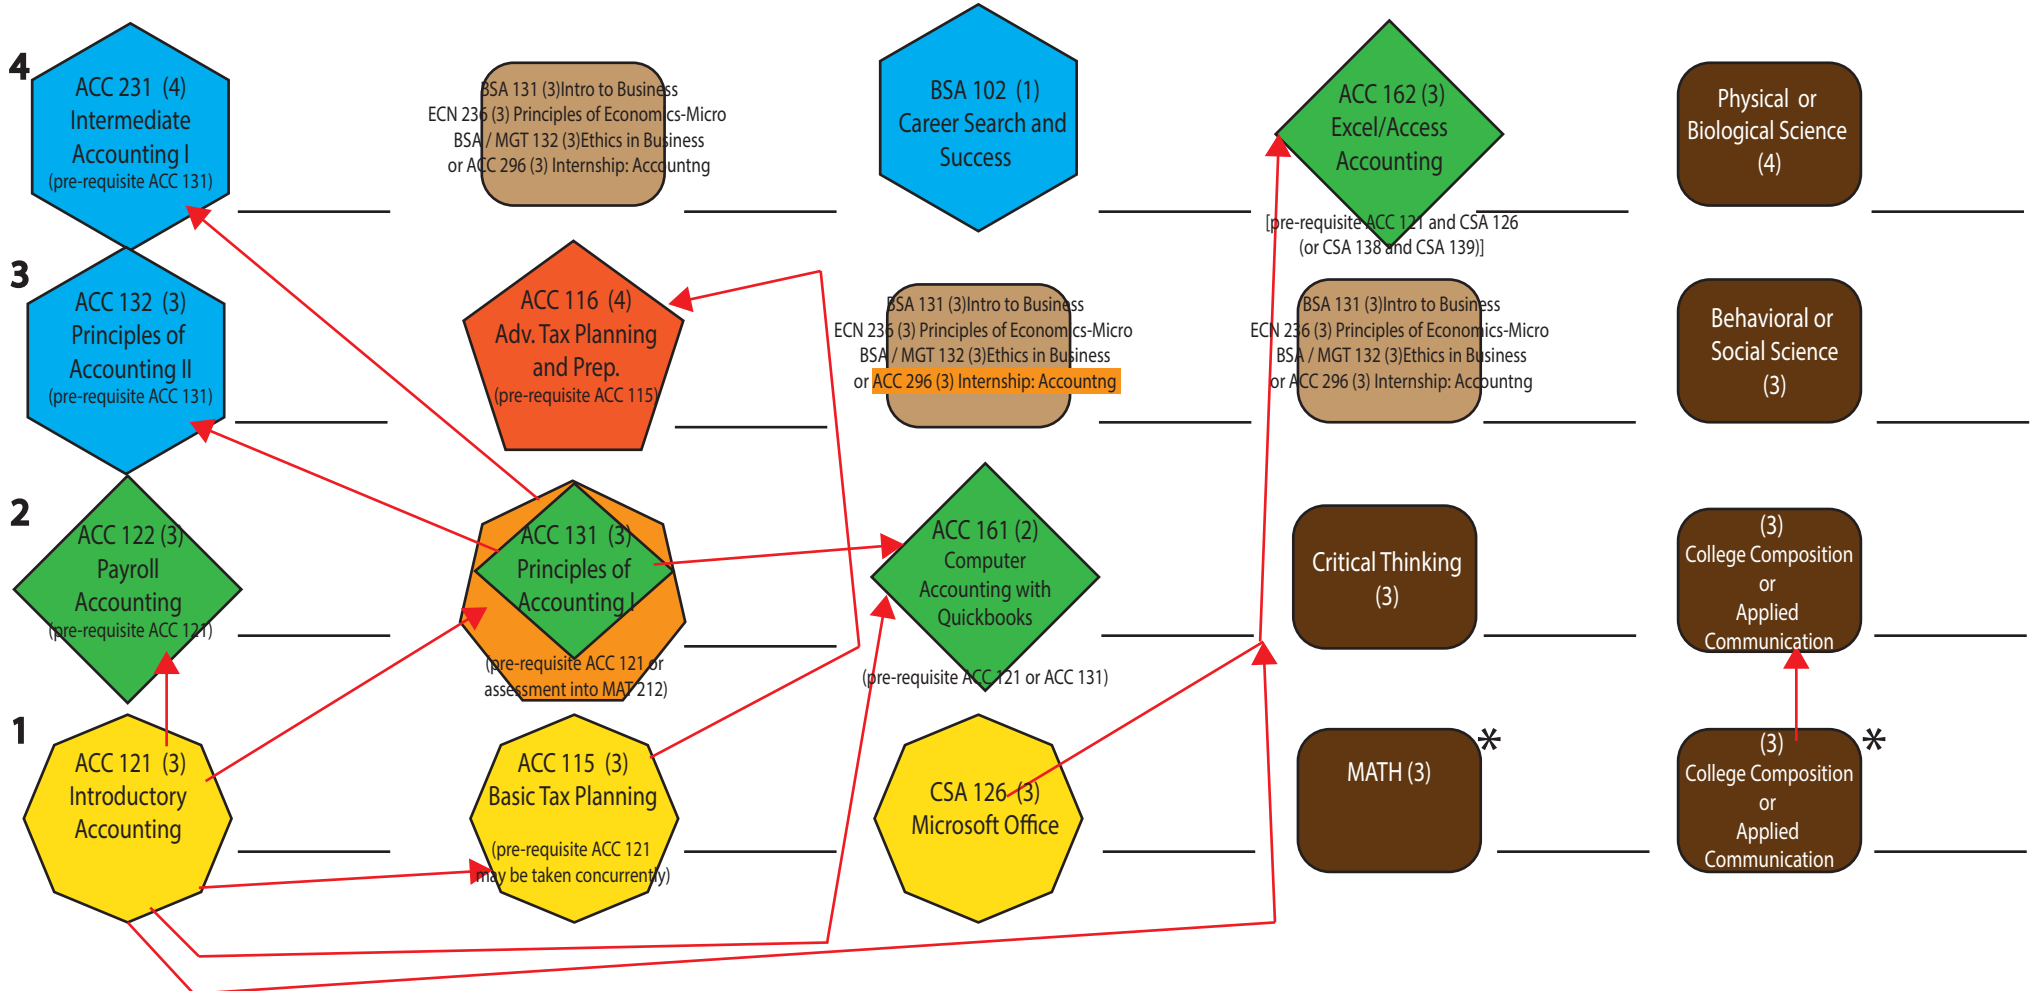 4
ACC 231 (4)
Intermediate
Accounting I
(pre-requisite ACC 131)
BSA 131 (3)Intro to Business
ECN 236 (3) Principles of Economics-Micro
BSA / MGT 132 (3)Ethics in Business
or ACC 296 (3) Internship: Accountng
BSA 102 (1)
Career Search and
Success
ACC 162 (3)
Excel/Access
Accounting
[pre-requisite ACC 121 and CSA 126
(or CSA 138 and CSA 139)]
Physical or
Biological Science
(4)
3
ACC 132 (3)
Principles of
Accounting II
(pre-requisite ACC 131)
ACC 116 (4)
Adv. Tax Planning
and Prep.
(pre-requisite ACC 115)
BSA 131 (3)Intro to Business
ECN 236 (3) Principles of Economics-Micro
BSA / MGT 132 (3)Ethics in Business
or ACC 296 (3) Internship: Accountng
BSA 131 (3)Intro to Business
ECN 236 (3) Principles of Economics-Micro
BSA / MGT 132 (3)Ethics in Business
or ACC 296 (3) Internship: Accountng
Behavioral or
Social Science
(3)
2
ACC 122 (3)
Payroll
Accounting
(pre-requisite ACC 121)
ACC 131 (3)
Principles of
Accounting I
(pre-requisite ACC 121 or
assessment into MAT 212)
ACC 161 (2)
Computer
Accounting with
Quickbooks
(pre-requisite ACC 121 or ACC 131)
Critical Thinking
(3)
(3)
College Composition
or
Applied
Communication
1
ACC 121 (3)
Introductory
Accounting
ACC 115 (3)
Basic Tax Planning
(pre-requisite ACC 121
may be taken concurrently)
CSA 126 (3)
Microsoft Office
MATH (3)
*
(3)
College Composition
or
Applied
Communication
*